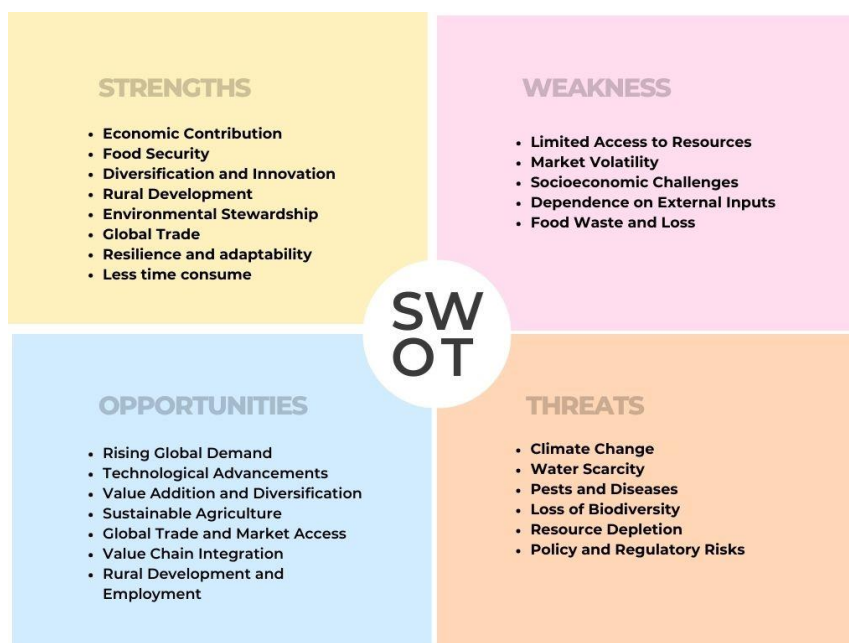 STRENGTHS
• Economic Contribution
• Food Security
• Diversification and Innovation
• Rural Development
• Environmental Stewardship
• Global Trade
• Resilience and adaptability
• Less time consume
WEAKNESS
• Limited Access to Resources
• Market Volatility
• Socioeconomic Challenges
• Dependence on External Inputs
• Food Waste and Loss
SW
OT
OPPORTUNITIES
• Rising Global Demand
• Technological Advancements
• Value Addition and Diversification
• Sustainable Agriculture
• Global Trade and Market Access
• Value Chain Integration
• Rural Development and
Employment
THREATS
• Climate Change
• Water Scarcity
• Pests and Diseases
• Loss of Biodiversity
• Resource Depletion
• Policy and Regulatory Risks